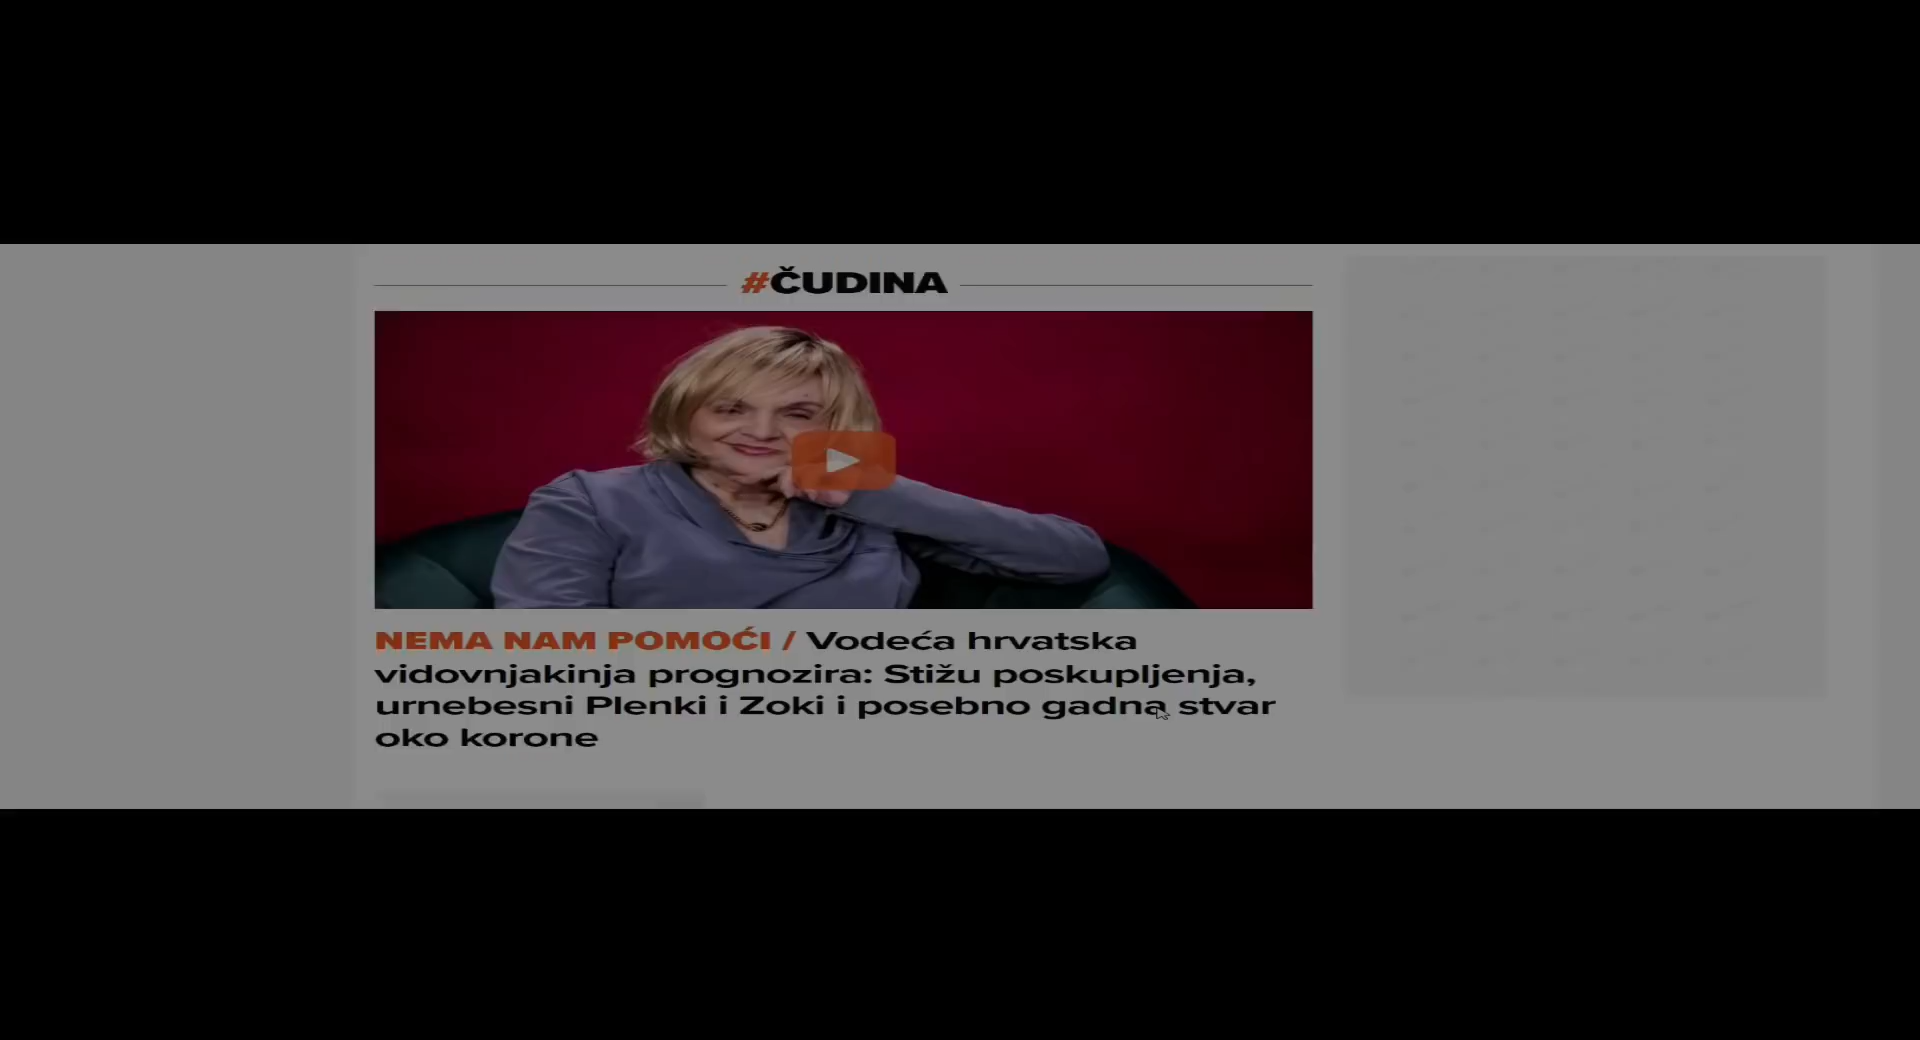 #ČUDINA
NEMA NAM POMOĆI / Vodeća hrvatska
vidovnjakinja prognozira: Stižu poskupljenja,
urnebesni Plenki i Zoki i posebno gadna stvar
oko korone